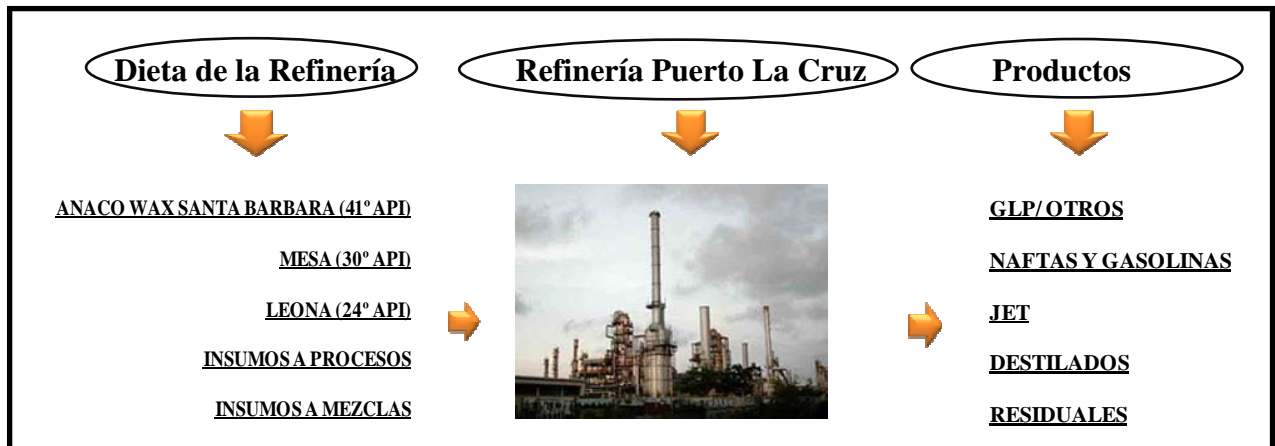 Dieta de la Refinería
Refinería Puerto La Cruz
Productos
ANACO WAX SANTA BARBARA (41º API)
MESA (30º API)
LEONA (24º API)
INSUMOS A PROCESOS
INSUMOS A MEZCLAS
GLP/ OTROS
NAFTAS Y GASOLINAS
JET
DESTILADOS
RESIDUALES